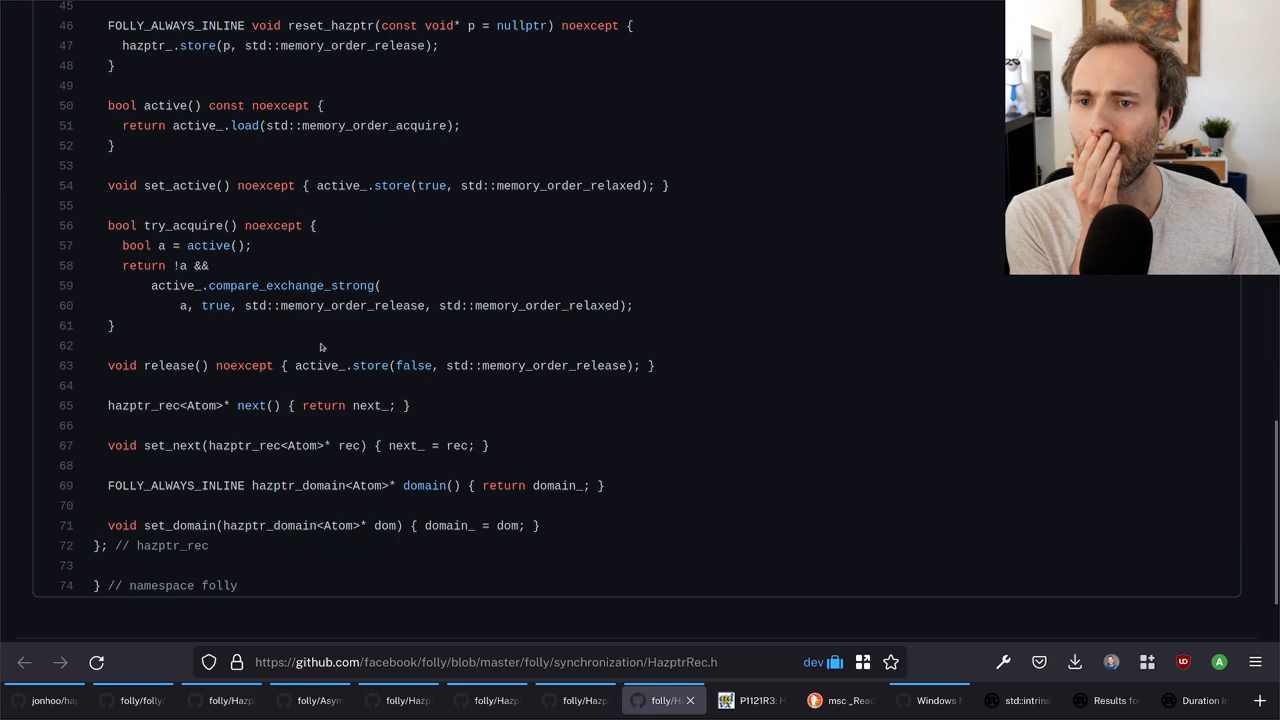 45
46 FOLLY_ALWAYS_INLINE void reset_hazptr(const void* p = nullptr) noexcept {
47 hazptr_.store(p, std::memory_order_release);
48 }
49
50 bool active() const noexcept {
51 return active_.load(std::memory_order_acquire);
52 }
53
54 void set_active() noexcept { active_.store(true, std::memory_order_relaxed); }
55
56 bool try_acquire() noexcept {
57 bool a = active();
58 return !a &&
59 active_.compare_exchange_strong(
60 a, true, std::memory_order_release, std::memory_order_relaxed);
61 }
62
63 void release() noexcept { active_.store(false, std::memory_order_release); }
64
65 hazptr_rec<Atom>* next() { return next_; }
66
67 void set_next(hazptr_rec<Atom>* rec) { next_ = rec; }
68
69 FOLLY_ALWAYS_INLINE hazptr_domain<Atom>* domain() { return domain_; }
70
71 void set_domain(hazptr_domain<Atom>* dom) { domain_ = dom; }
72 }; // hazptr_rec
73
74 } // namespace folly
https://github.com/facebook/folly/blob/master/folly/synchronization/HazptrRec.h dev
jonhoo/ha folly/folly/ folly/Hazp folly/Asym folly/Hazp folly/Hazp folly/Hazp folly/H P1121R3: H msc _Rea Windows M std::intrins Results fo Duration in